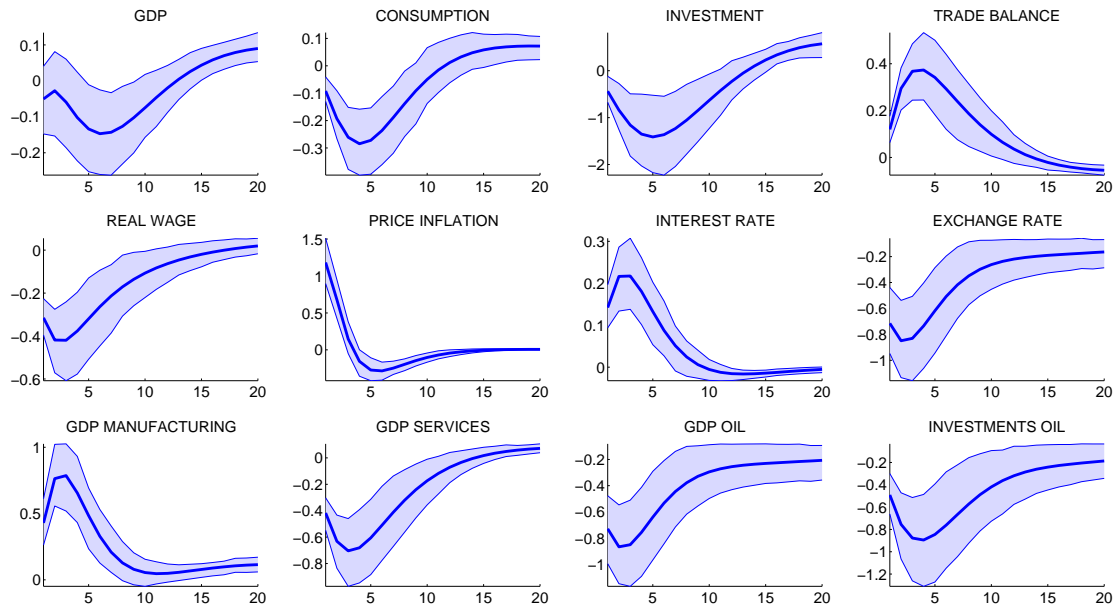 GDP CONSUMPTION INVESTMENT TRADE BALANCE
0.1 0.1 0 0.4
0 0 −1 0.2
−0.1 −0.1 −2 0
−0.2 −0.2
−0.3
5 10 15 20 5 10 15 20 5 10 15 20 5 10 15 20
REAL WAGE PRICE INFLATION INTEREST RATE EXCHANGE RATE
0 1.5 0.3 −0.2
−0.2 1 0.2 −0.4
−0.4 0.5 0.1 −0.6
−0.6 0 0 −0.8
−1
5 10 15 20 5 10 15 20 5 10 15 20 5 10 15 20
GDP MANUFACTURING GDP SERVICES GDP OIL INVESTMENTS OIL
1 0 −0.2 −0.2
0.5 −0.2 −0.4 −0.4
0 −0.4 −0.6 −0.6
−0.6 −0.8 −0.8
−0.8 −1 −1
−1.2
5 10 15 20 5 10 15 20 5 10 15 20 5 10 15 20